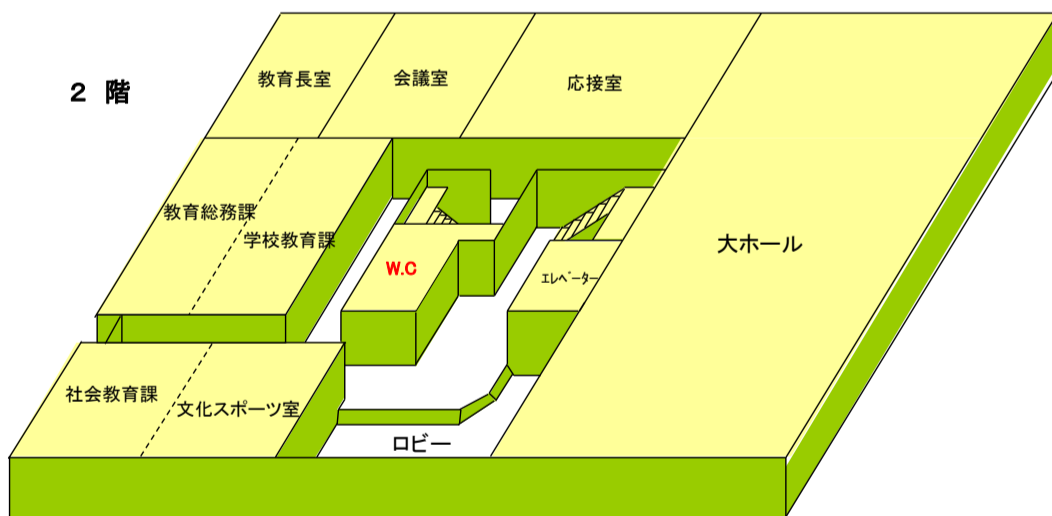 ２ 階
教育長室
会議室
応接室
教育総務課
学校教育課
大ホール
W.C
エレベーター
社会教育課
文化スポーツ室
ロビー